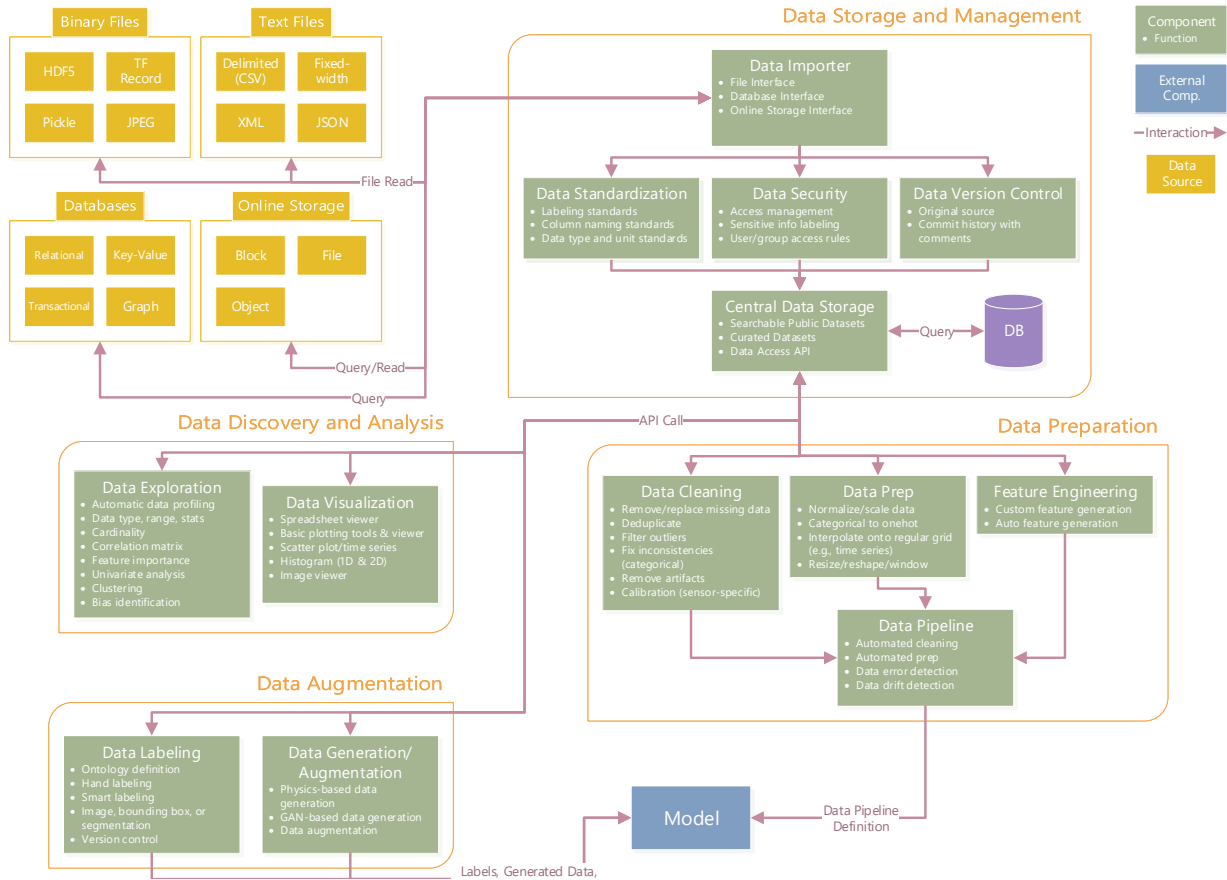 Binary Files
HDF5
TF
Record
Pickle
JPEG
Text Files
Delimited
(CSV)
Fixed-
width
XML
JSON
File Read
Databases
Relational
Key-Value
Transactional
Graph
Online Storage
Block
File
Object
Query/Read
Query
Data Storage and Management
Data Importer
• File Interface
• Database Interface
• Online Storage Interface
Data Standardization
• Labeling standards
• Column naming standards
• Data type and unit standards
Data Security
• Access management
• Sensitive info labeling
• User/group access rules
Data Version Control
• Original source
• Commit history with
comments
Central Data Storage
• Searchable Public Datasets
• Curated Datasets
• Data Access API
Query
DB
Component
• Function
External
Comp.
Interaction
Data
Source
API Call
Data Discovery and Analysis
Data Exploration
• Automatic data profiling
• Data type, range, stats
• Cardinality
• Correlation matrix
• Feature importance
• Univariate analysis
• Clustering
• Bias identification
Data Visualization
• Spreadsheet viewer
• Basic plotting tools & viewer
• Scatter plot/time series
• Histogram (1D & 2D)
• Image viewer
Data Preparation
Data Cleaning
• Remove/replace missing data
• Deduplicate
• Filter outliers
• Fix inconsistencies
(categorical)
• Remove artifacts
• Calibration (sensor-specific)
Data Prep
• Normalize/scale data
• Categorical to onehot
• Interpolate onto regular grid
(e.g., time series)
• Resize/reshape/window
Feature Engineering
• Custom feature generation
• Auto feature generation
Data Pipeline
• Automated cleaning
• Automated prep
• Data error detection
• Data drift detection
Data Augmentation
Data Labeling
• Ontology definition
• Hand labeling
• Smart labeling
• Image, bounding box, or
segmentation
• Version control
Data Generation/
Augmentation
• Physics-based data
generation
• GAN-based data generation
• Data augmentation
Model
Data Pipeline
Definition
Labels, Generated Data,